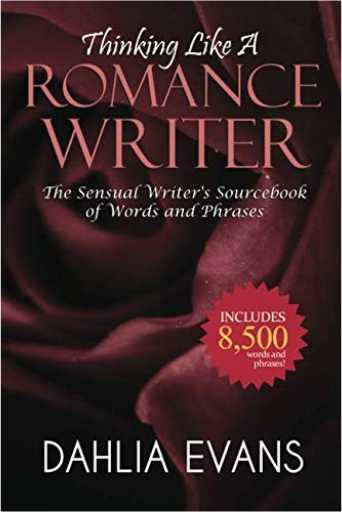 Thinking Like A
ROMANCE
WRITER
The Sensual Writer's Sourcebook
of Words and Phrases
INCLUDES
8,500
words and
phrases!
DAHLIA EVANS